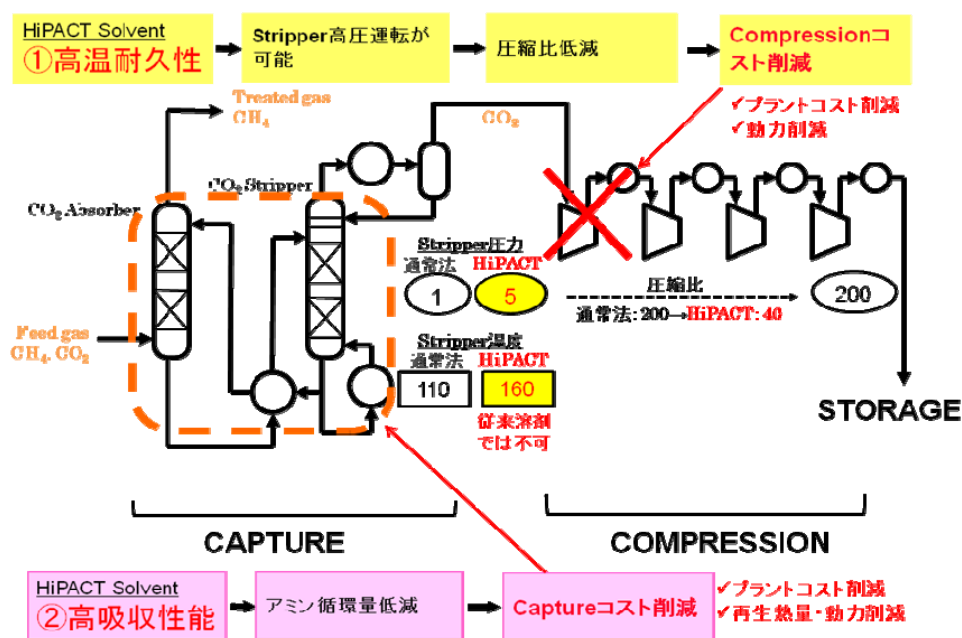 HiPACT Solvent
①高温耐久性
Stripper高圧運転が
可能
圧縮比低減
Compressionコ
スト削減
✓プラントコスト削減
✓動力削減
Treated gas
CH₄
CO₂
CO₂ Stripper
CO₂ Absorber
Stripper圧力
通常法 HiPACT
1 5
圧縮比
通常法:200→HiPACT:40
200
Feed gas
CH₄, CO₂
Stripper温度
通常法 HiPACT
110 160
従来溶剤
では不可
STORAGE
CAPTURE
COMPRESSION
HiPACT Solvent
②高吸収性能
アミン循環量低減
Captureコスト削減
✓プラントコスト削減
✓再生熱量・動力削減